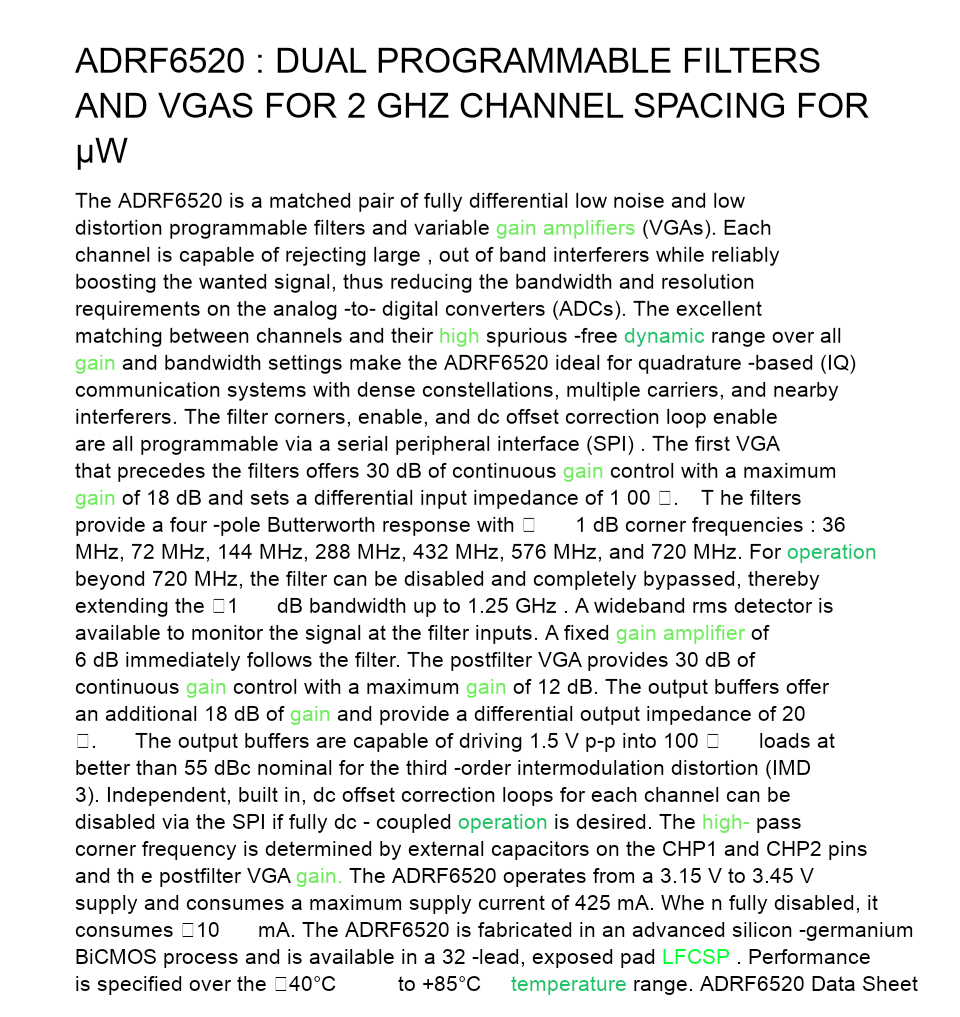 ADRF6520 : DUAL PROGRAMMABLE FILTERS
AND VGAS FOR 2 GHZ CHANNEL SPACING FOR
µW
The ADRF6520 is a matched pair of fully differential low noise and low
distortion programmable filters and variable gain amplifiers (VGAs). Each
channel is capable of rejecting large , out of band interferers while reliably
boosting the wanted signal, thus reducing the bandwidth and resolution
requirements on the analog -to- digital converters (ADCs). The excellent
matching between channels and their high spurious -free dynamic range over all
gain and bandwidth settings make the ADRF6520 ideal for quadrature -based (IQ)
communication systems with dense constellations, multiple carriers, and nearby
interferers. The filter corners, enable, and dc offset correction loop enable
are all programmable via a serial peripheral interface (SPI) . The first VGA
that precedes the filters offers 30 dB of continuous gain control with a maximum
gain of 18 dB and sets a differential input impedance of 1 00 □. T he filters
provide a four -pole Butterworth response with □ 1 dB corner frequencies : 36
MHz, 72 MHz, 144 MHz, 288 MHz, 432 MHz, 576 MHz, and 720 MHz. For operation
beyond 720 MHz, the filter can be disabled and completely bypassed, thereby
extending the □1 dB bandwidth up to 1.25 GHz . A wideband rms detector is
available to monitor the signal at the filter inputs. A fixed gain amplifier of
6 dB immediately follows the filter. The postfilter VGA provides 30 dB of
continuous gain control with a maximum gain of 12 dB. The output buffers offer
an additional 18 dB of gain and provide a differential output impedance of 20
□. The output buffers are capable of driving 1.5 V p-p into 100 □ loads at
better than 55 dBc nominal for the third -order intermodulation distortion (IMD
3). Independent, built in, dc offset correction loops for each channel can be
disabled via the SPI if fully dc - coupled operation is desired. The high- pass
corner frequency is determined by external capacitors on the CHP1 and CHP2 pins
and th e postfilter VGA gain. The ADRF6520 operates from a 3.15 V to 3.45 V
supply and consumes a maximum supply current of 425 mA. Whe n fully disabled, it
consumes □10 mA. The ADRF6520 is fabricated in an advanced silicon -germanium
BiCMOS process and is available in a 32 -lead, exposed pad LFCSP . Performance
is specified over the □40°C to +85°C temperature range. ADRF6520 Data Sheet